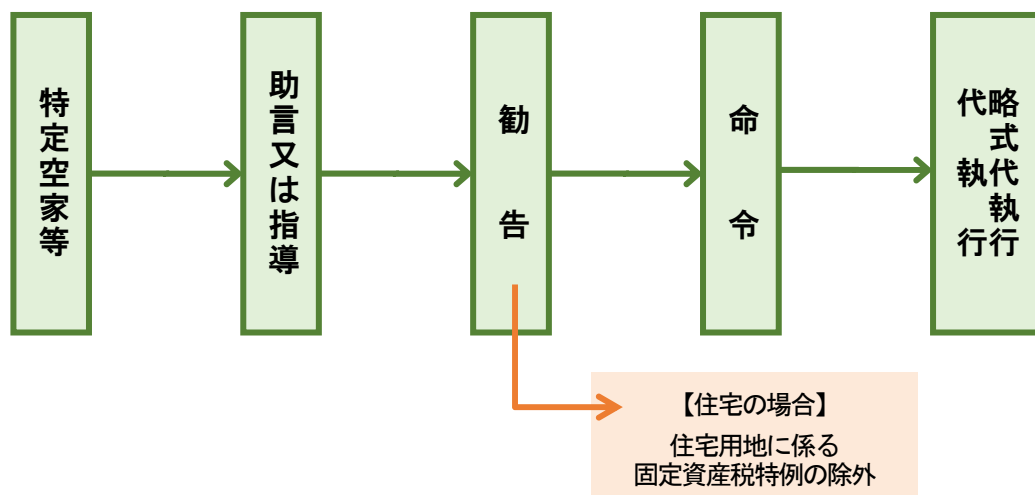 特定空家等
助言又は指導
勧告
命令
略式代執行
代執行
【住宅の場合】
住宅用地に係る
固定資産税特例の除外